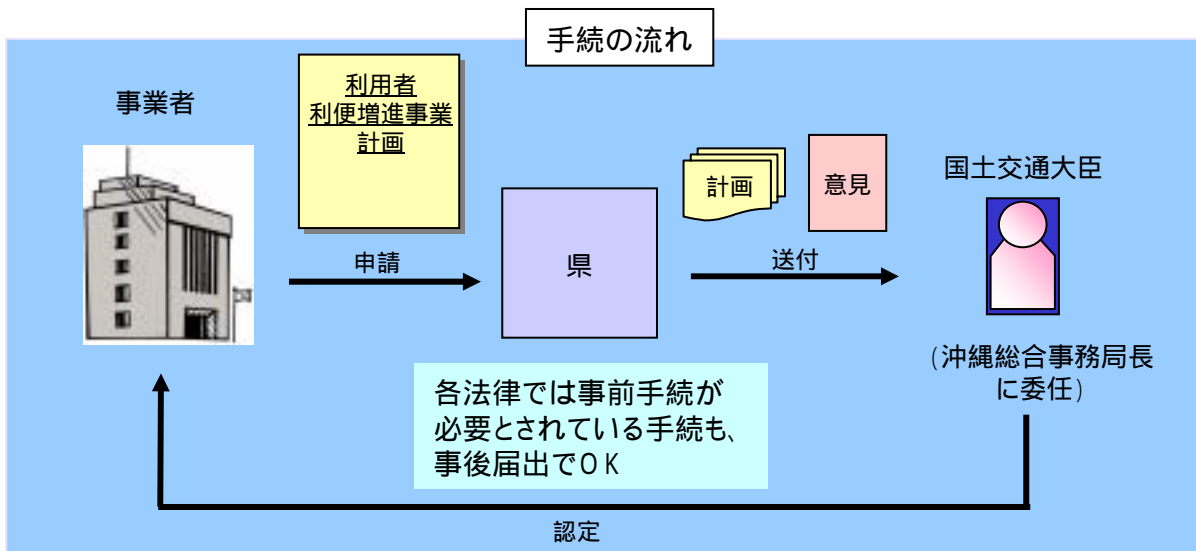 手続の流れ
事業者
利用者
利便増進事業
計画
申請
県
計画
意見
送付
国土交通大臣
(沖縄総合事務局長
に委任)
各法律では事前手続が
必要とされている手続も、
事後届出でOK
認定